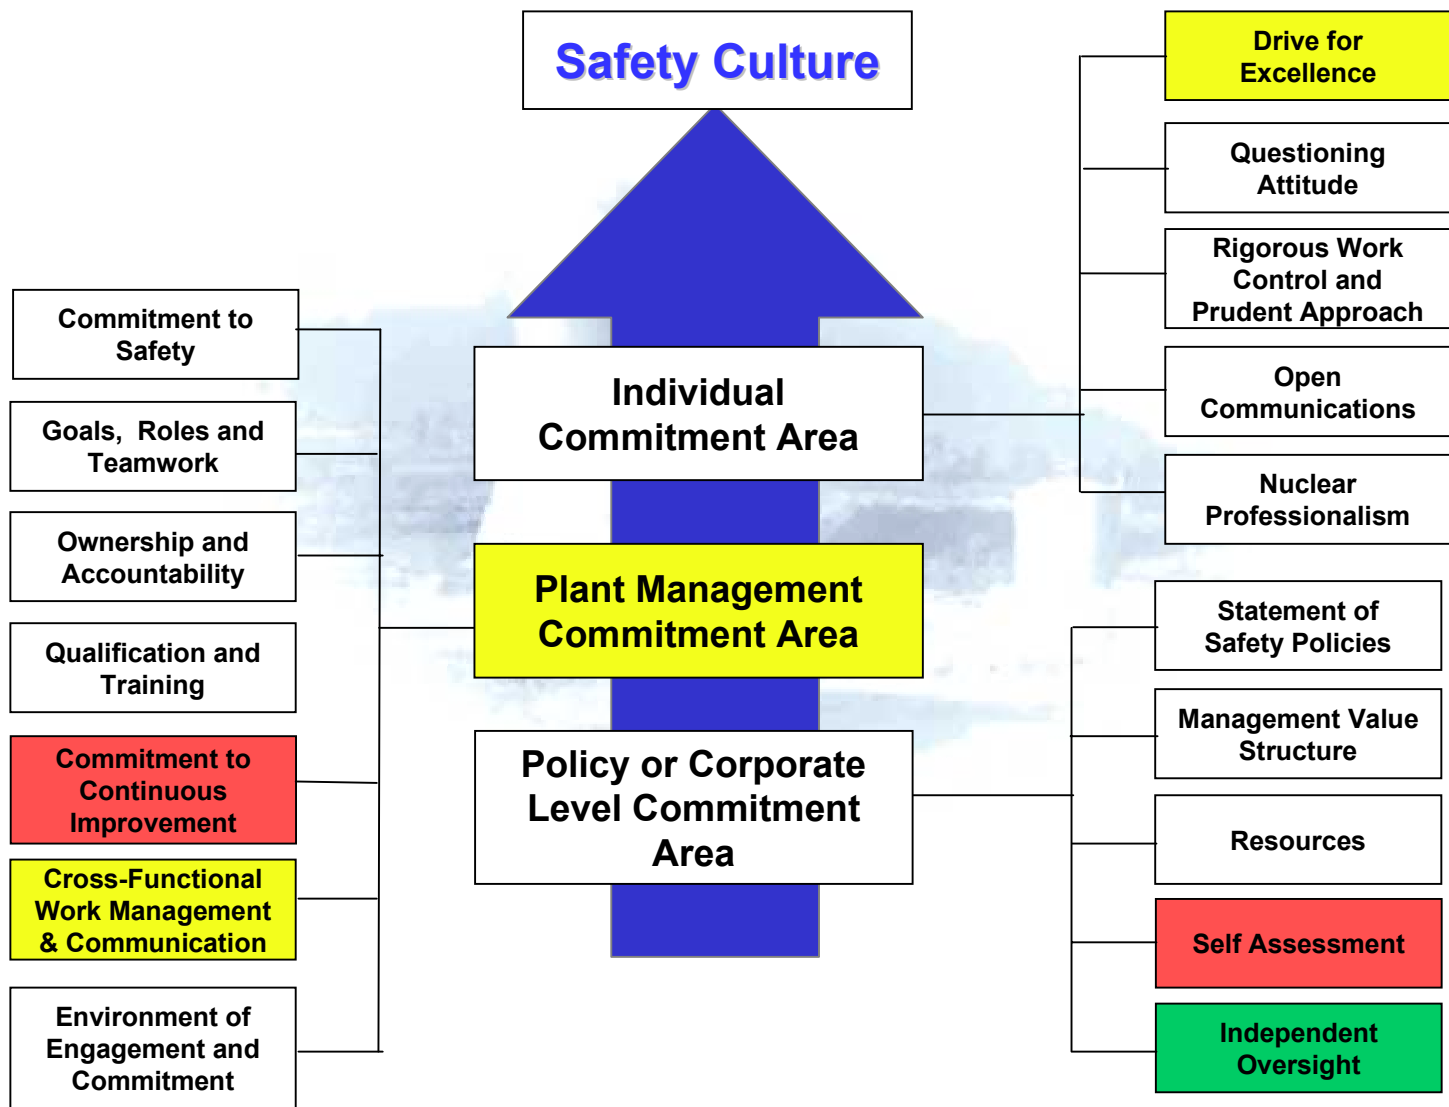 Safety Culture
Individual
Commitment Area
Plant Management
Commitment Area
Policy or Corporate
Level Commitment
Area
Commitment to
Safety
Goals, Roles and
Teamwork
Ownership and
Accountability
Qualification and
Training
Commitment to
Continuous
Improvement
Cross-Functional
Work Management
& Communication
Environment of
Engagement and
Commitment
Drive for
Excellence
Questioning
Attitude
Rigorous Work
Control and
Prudent Approach
Open
Communications
Nuclear
Professionalism
Statement of
Safety Policies
Management Value
Structure
Resources
Self Assessment
Independent
Oversight